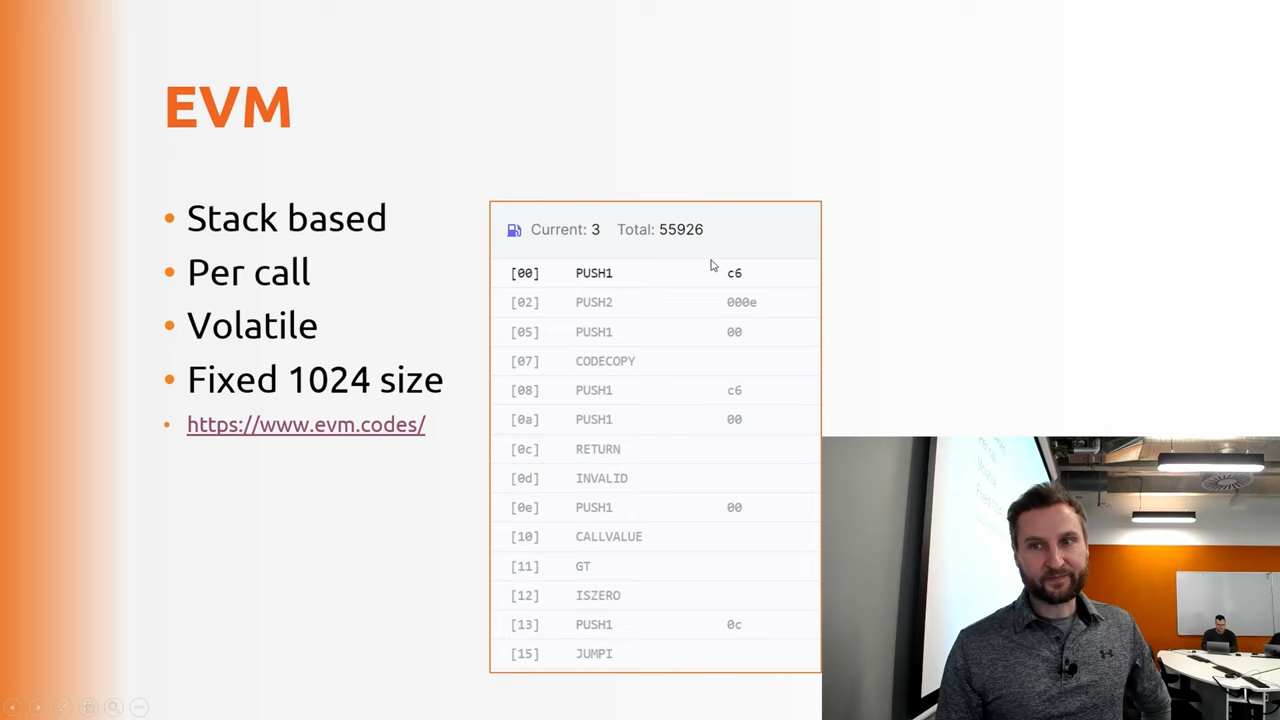 EVM
• Stack based
• Per call
• Volatile
• Fixed 1024 size
• https://www.evm.codes/
Current: 3 Total: 55926
[00] PUSH1 c6
[02] PUSH2 000e
[05] PUSH1 00
[07] CODECOPY
[08] PUSH1 c6
[0a] PUSH1 00
[0c] RETURN
[0d] INVALID
[0e] PUSH1 00
[10] CALLVALUE
[11] GT
[12] ISZERO
[13] PUSH1 0c
[15] JUMPI